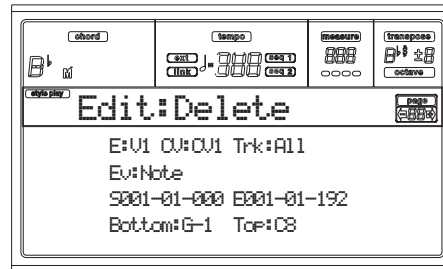 chord tempo measure transpose
ext seq 1
link seq 2
octave
style play Edit:Delete page
E:V1 CV:CV1 Trk:All
Ev:Note
S001-01-000 E001-01-192
Bottom:G-1 Top:C8